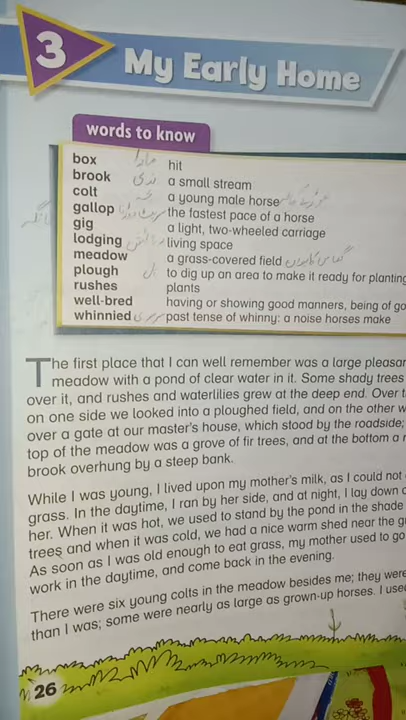 3
My Early Home
words to know
box hit
brook ندی a small stream
colt a young male horse
gallop the fastest pace of a horse
gig a light, two-wheeled carriage
lodging living space
meadow a grass-covered field
plough to dig up an area to make it ready for planting
rushes plants
well-bred having or showing good manners, being of go
whinnied past tense of whinny: a noise horses make
The first place that I can well remember was a large pleasan
meadow with a pond of clear water in it. Some shady trees
over it, and rushes and waterlilies grew at the deep end. Over t
on one side we looked into a ploughed field, and on the other w
over a gate at our master's house, which stood by the roadside;
top of the meadow was a grove of fir trees, and at the bottom a r
brook overhung by a steep bank.
While I was young, I lived upon my mother's milk, as I could not
grass. In the daytime, I ran by her side, and at night, I lay down c
her. When it was hot, we used to stand by the pond in the shade
trees and when it was cold, we had a nice warm shed near the g
As soon as I was old enough to eat grass, my mother used to go
work in the daytime, and come back in the evening.
There were six young colts in the meadow besides me; they were
than I was; some were nearly as large as grown-up horses. I use
26